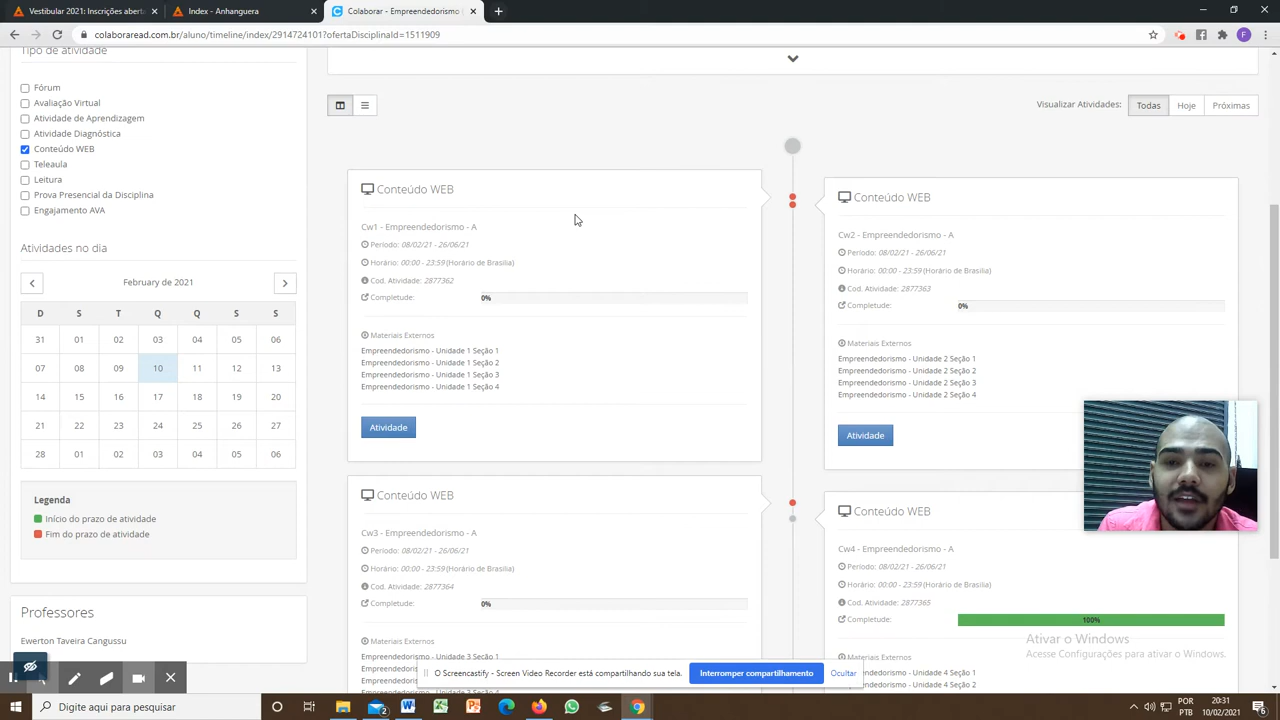 Vestibular 2021: Inscrições abert
Index - Anhanguera
Colaborar - Empreendedorismo (
colaboraread.com.br/aluno/timeline/index/2914724101?ofertaDisciplinaId=1511909
F
Tipo de atividade
Fórum
Avaliação Virtual
Atividade de Aprendizagem
Atividade Diagnóstica
Conteúdo WEB
Teleaula
Leitura
Prova Presencial da Disciplina
Engajamento AVA
Atividades no dia
February de 2021
D S T Q Q S S
31 01 02 03 04 05 06
07 08 09 10 11 12 13
14 15 16 17 18 19 20
21 22 23 24 25 26 27
28 01 02 03 04 05 06
Legenda
Início do prazo de atividade
Fim do prazo de atividade
Professores
Ewerton Taveira Cangussu
Visualizar Atividades: Todas Hoje Próximas
Conteúdo WEB
Cw1 - Empreendedorismo - A
Período: 08/02/21 - 26/06/21
Horário: 00:00 - 23:59 (Horário de Brasília)
Cod. Atividade: 2877362
Completude: 0%
Materiais Externos
Empreendedorismo - Unidade 1 Seção 1
Empreendedorismo - Unidade 1 Seção 2
Empreendedorismo - Unidade 1 Seção 3
Empreendedorismo - Unidade 1 Seção 4
Atividade
Conteúdo WEB
Cw2 - Empreendedorismo - A
Período: 08/02/21 - 26/06/21
Horário: 00:00 - 23:59 (Horário de Brasília)
Cod. Atividade: 2877363
Completude: 0%
Materiais Externos
Empreendedorismo - Unidade 2 Seção 1
Empreendedorismo - Unidade 2 Seção 2
Empreendedorismo - Unidade 2 Seção 3
Empreendedorismo - Unidade 2 Seção 4
Atividade
Conteúdo WEB
Cw3 - Empreendedorismo - A
Período: 08/02/21 - 26/06/21
Horário: 00:00 - 23:59 (Horário de Brasília)
Cod. Atividade: 2877364
Completude: 0%
Materiais Externos
Empreendedorismo - Unidade 3 Seção 1
Conteúdo WEB
Cw4 - Empreendedorismo - A
Período: 08/02/21 - 26/06/21
Horário: 00:00 - 23:59 (Horário de Brasília)
Cod. Atividade: 2877365
Completude: 100%
Materiais Externos
Empreendedorismo - Unidade 4 Seção 1
Empreendedorismo - Unidade 4 Seção 2
Ativar o Windows
Acesse Configurações para ativar o Windows.
O Screencastify - Screen Video Recorder está compartilhando sua tela.
Interromper compartilhamento
Ocultar
Digite aqui para pesquisar
2
POR
PTB
20:31
10/02/2021
6